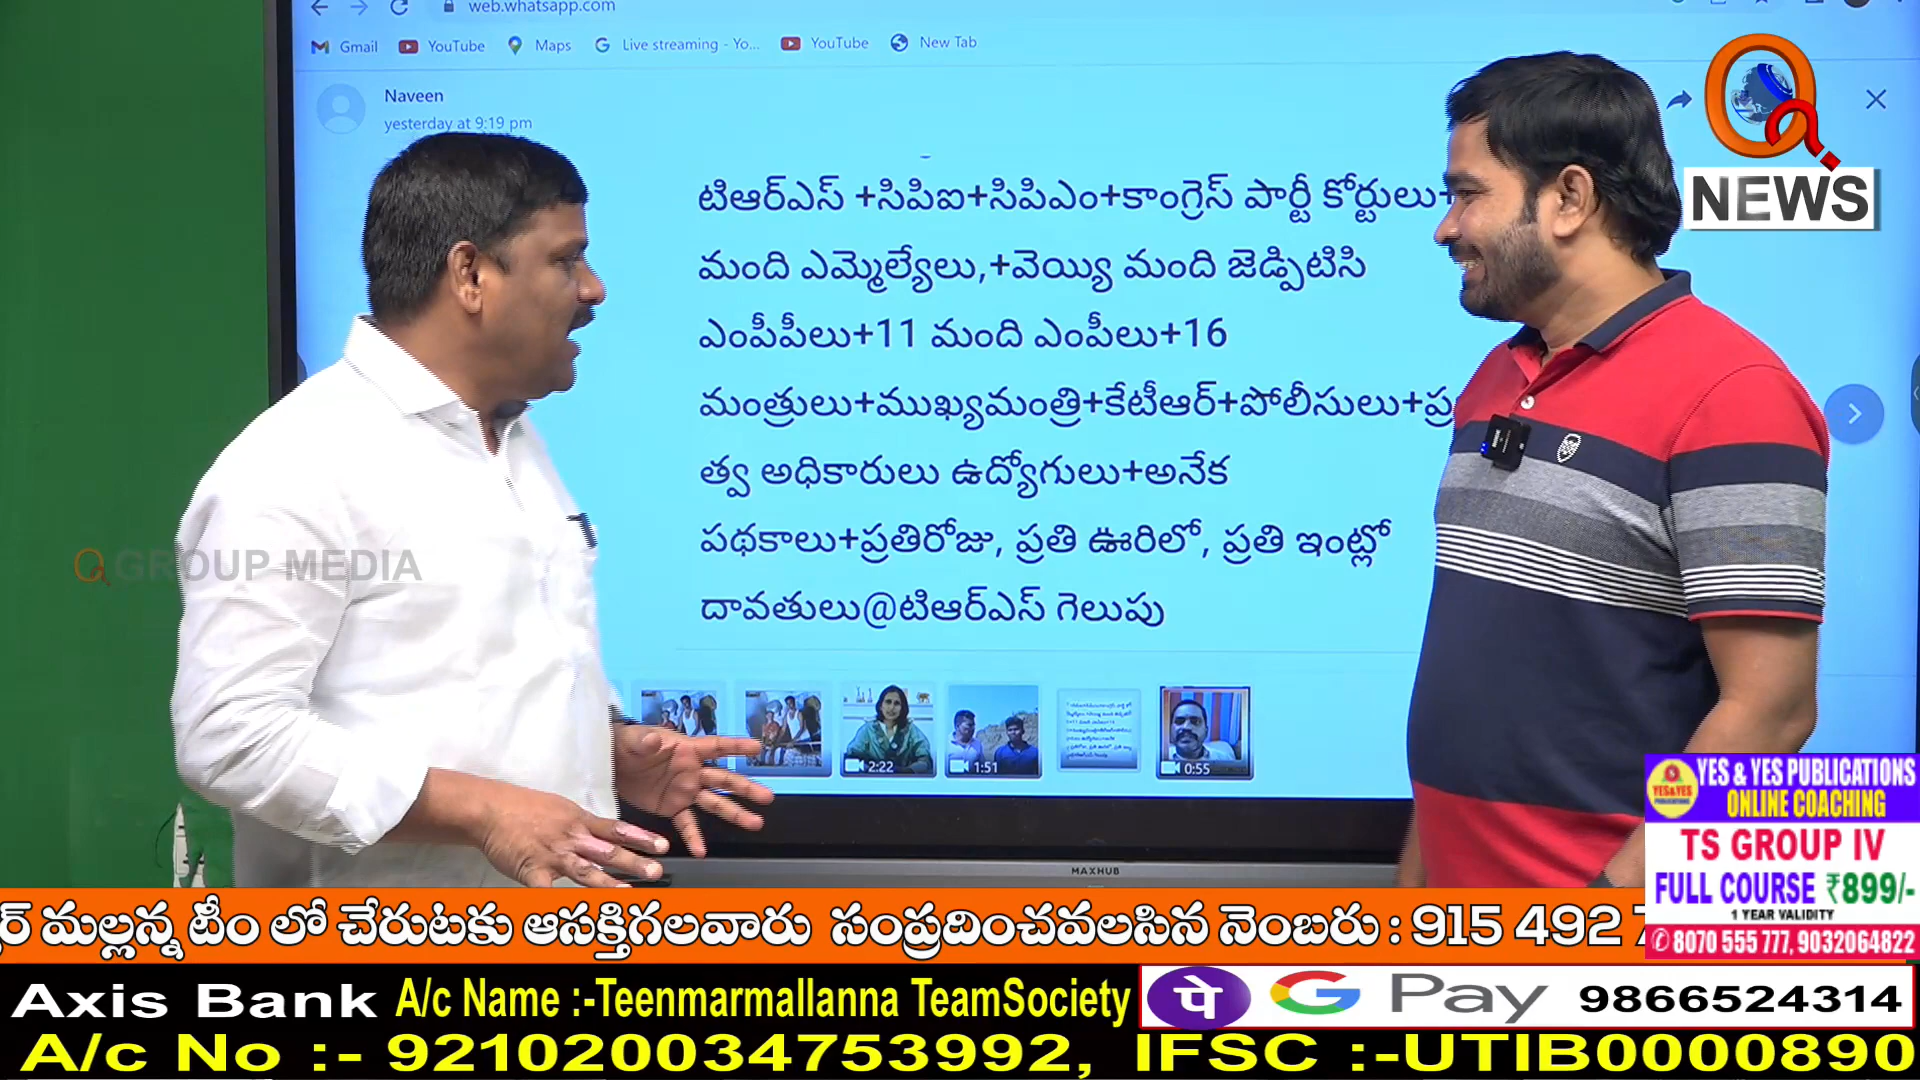 web.whatsapp.com
Gmail YouTube Maps Live streaming - Yo... YouTube New Tab
Naveen
yesterday at 9:19 pm
టిఆర్ఎస్ +సిపిఐ+సిపిఎం+కాంగ్రెస్ పార్టీ కోర్టులు+
మంది ఎమ్మెల్యేలు,+వెయ్యి మంది జెడ్పిటిసి
ఎంపీపీలు+11 మంది ఎంపీలు+16
మంత్రులు+ముఖ్యమంత్రి+కేటీఆర్+పోలీసులు+ప్ర
త్వ అధికారులు ఉద్యోగులు+అనేక
పథకాలు+ప్రతిరోజు, ప్రతి ఊరిలో, ప్రతి ఇంట్లో
దావతులు@టిఆర్ఎస్ గెలుపు
Q
NEWS
Q GROUP MEDIA
2:22 1:51 0:55
MAXHUB
YES & YES PUBLICATIONS
ONLINE COACHING
TS GROUP IV
FULL COURSE ₹899/-
1 YEAR VALIDITY
8070 555 777, 9032064822
ర్ మల్లన్న టీం లో చేరుటకు ఆసక్తిగలవారు సంప్రదించవలసిన నెంబరు : 915 492 7
Axis Bank A/c Name :-Teenmarmallanna TeamSociety
पे G Pay 9866524314
A/c No :- 921020034753992, IFSC :-UTIB0000890